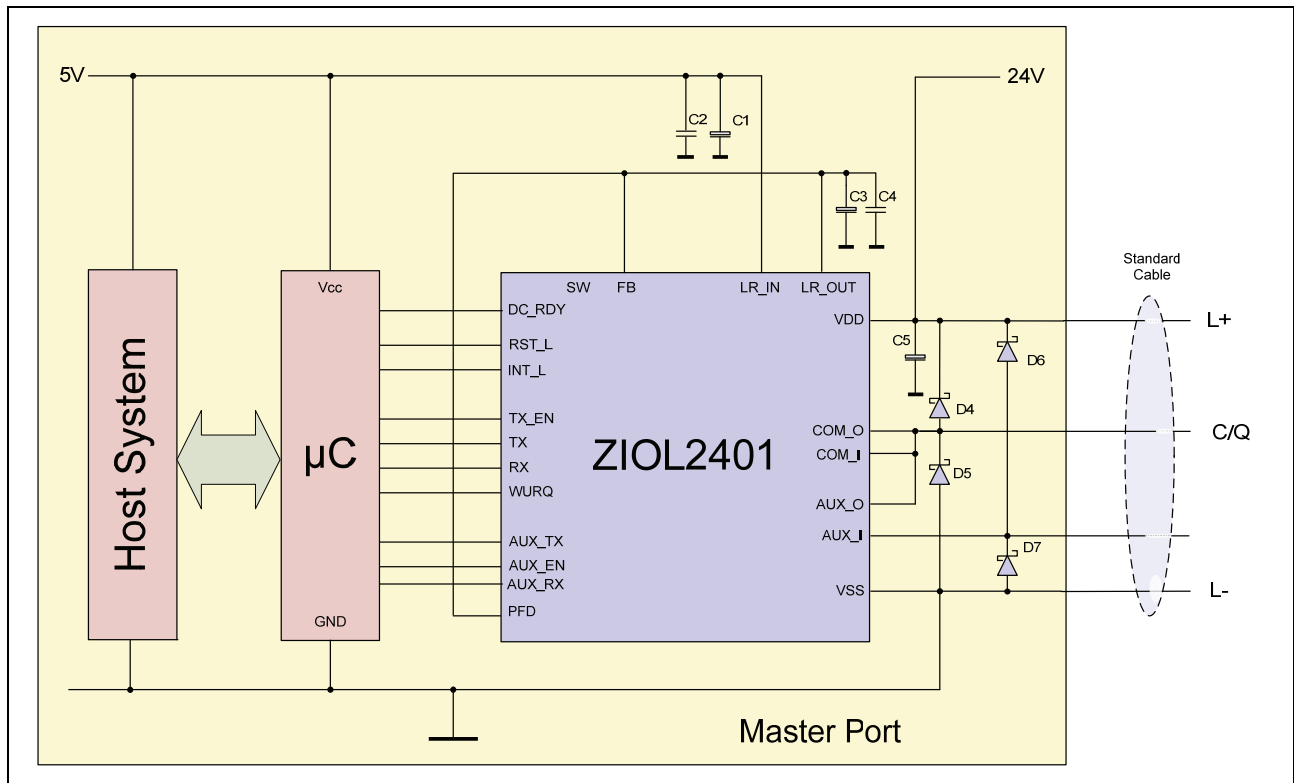 5V
24V
C2
C1
C3
C4
Standard
Cable
Vcc
SW
FB
LR_IN
LR_OUT
DC_RDY
VDD
L+
RST_L
C5
D6
INT_L
D4
TX_EN
COM_O
C/Q
TX
COM_I
RX
D5
WURQ
AUX_O
AUX_TX
AUX_I
D7
AUX_EN
AUX_RX
VSS
L-
PFD
GND
Host System
µC
ZIOL2401
Master Port